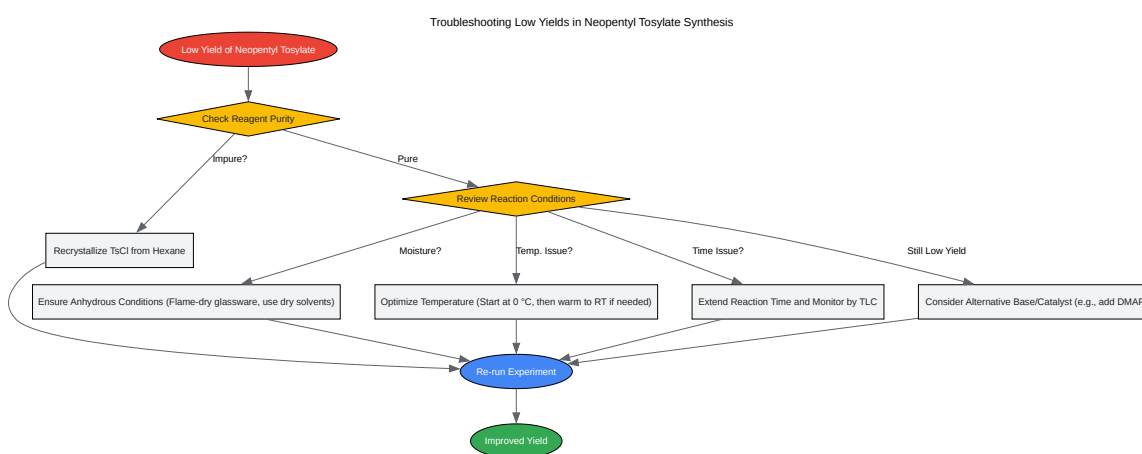 Troubleshooting Low Yields in Neopentyl Tosylate Synthesis
Low Yield of Neopentyl Tosylate
Check Reagent Purity
Impure?
Pure
Review Reaction Conditions
Recrystallize TsCl from Hexane
Moisture?
Temp. Issue?
Time Issue?
Still Low Yield
Ensure Anhydrous Conditions (Flame-dry glassware, use dry solvents)
Optimize Temperature (Start at 0 °C, then warm to RT if needed)
Extend Reaction Time and Monitor by TLC
Consider Alternative Base/Catalyst (e.g., add DMAP
Re-run Experiment
Improved Yield